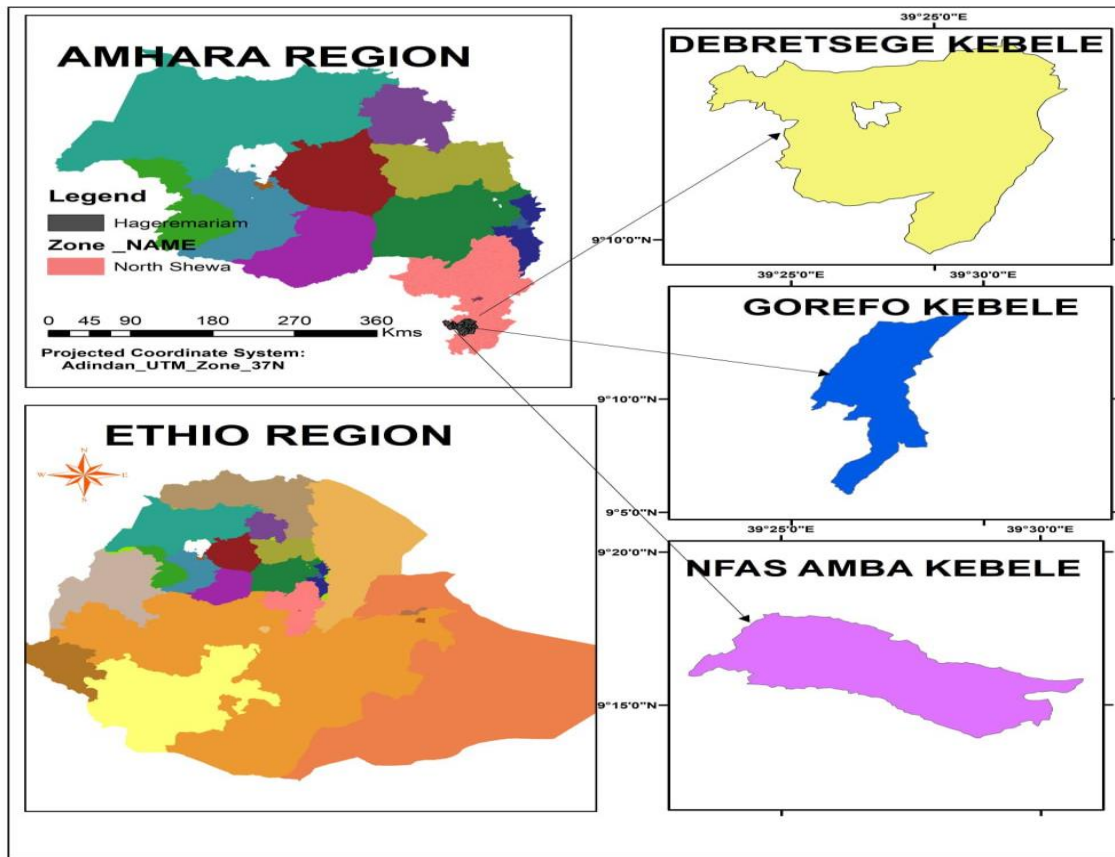 AMHARA REGION
Legend
Hageremariam
Zone _NAME
North Shewa
0 45 90 180 270 360
Kms
Projected Coordinate System:
Adindan_UTM_Zone_37N
ETHIO REGION
N
W E
S
39°25'0"E
DEBRETSEGE KEBELE
9°10'0"N
39°25'0"E 39°30'0"E
GOREFO KEBELE
9°10'0"N
9°5'0"N
39°25'0"E 39°30'0"E
9°20'0"N
NFAS AMBA KEBELE
9°15'0"N